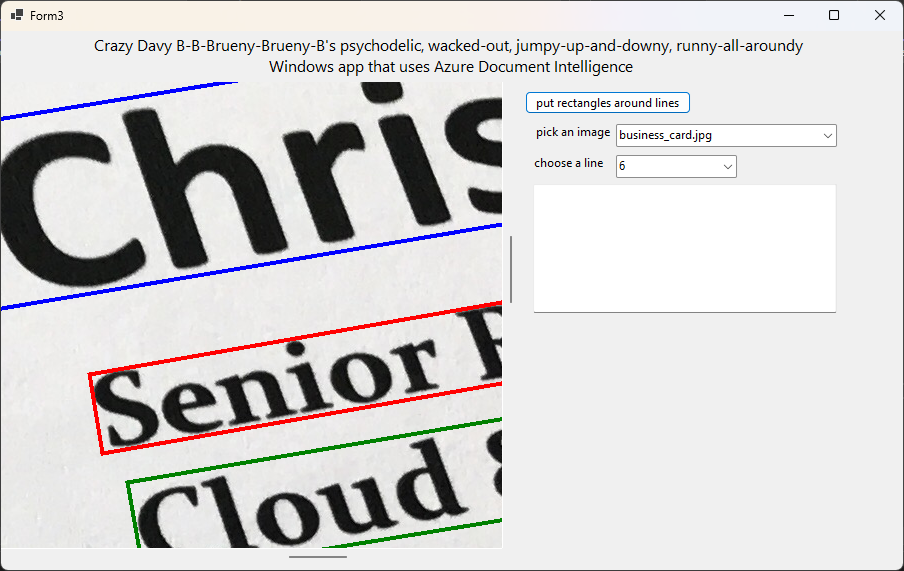 Form3
Crazy Davy B-B-Brueny-Brueny-B's psychodelic, wacked-out, jumpy-up-and-downy, runny-all-aroundy
Windows app that uses Azure Document Intelligence
put rectangles around lines
pick an image business_card.jpg
choose a line 6
Chris
Senior
Cloud &